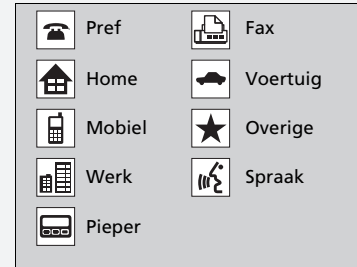 Pref
Home
Mobiel
Werk
Pieper
Fax
Voertuig
Overige
Spraak